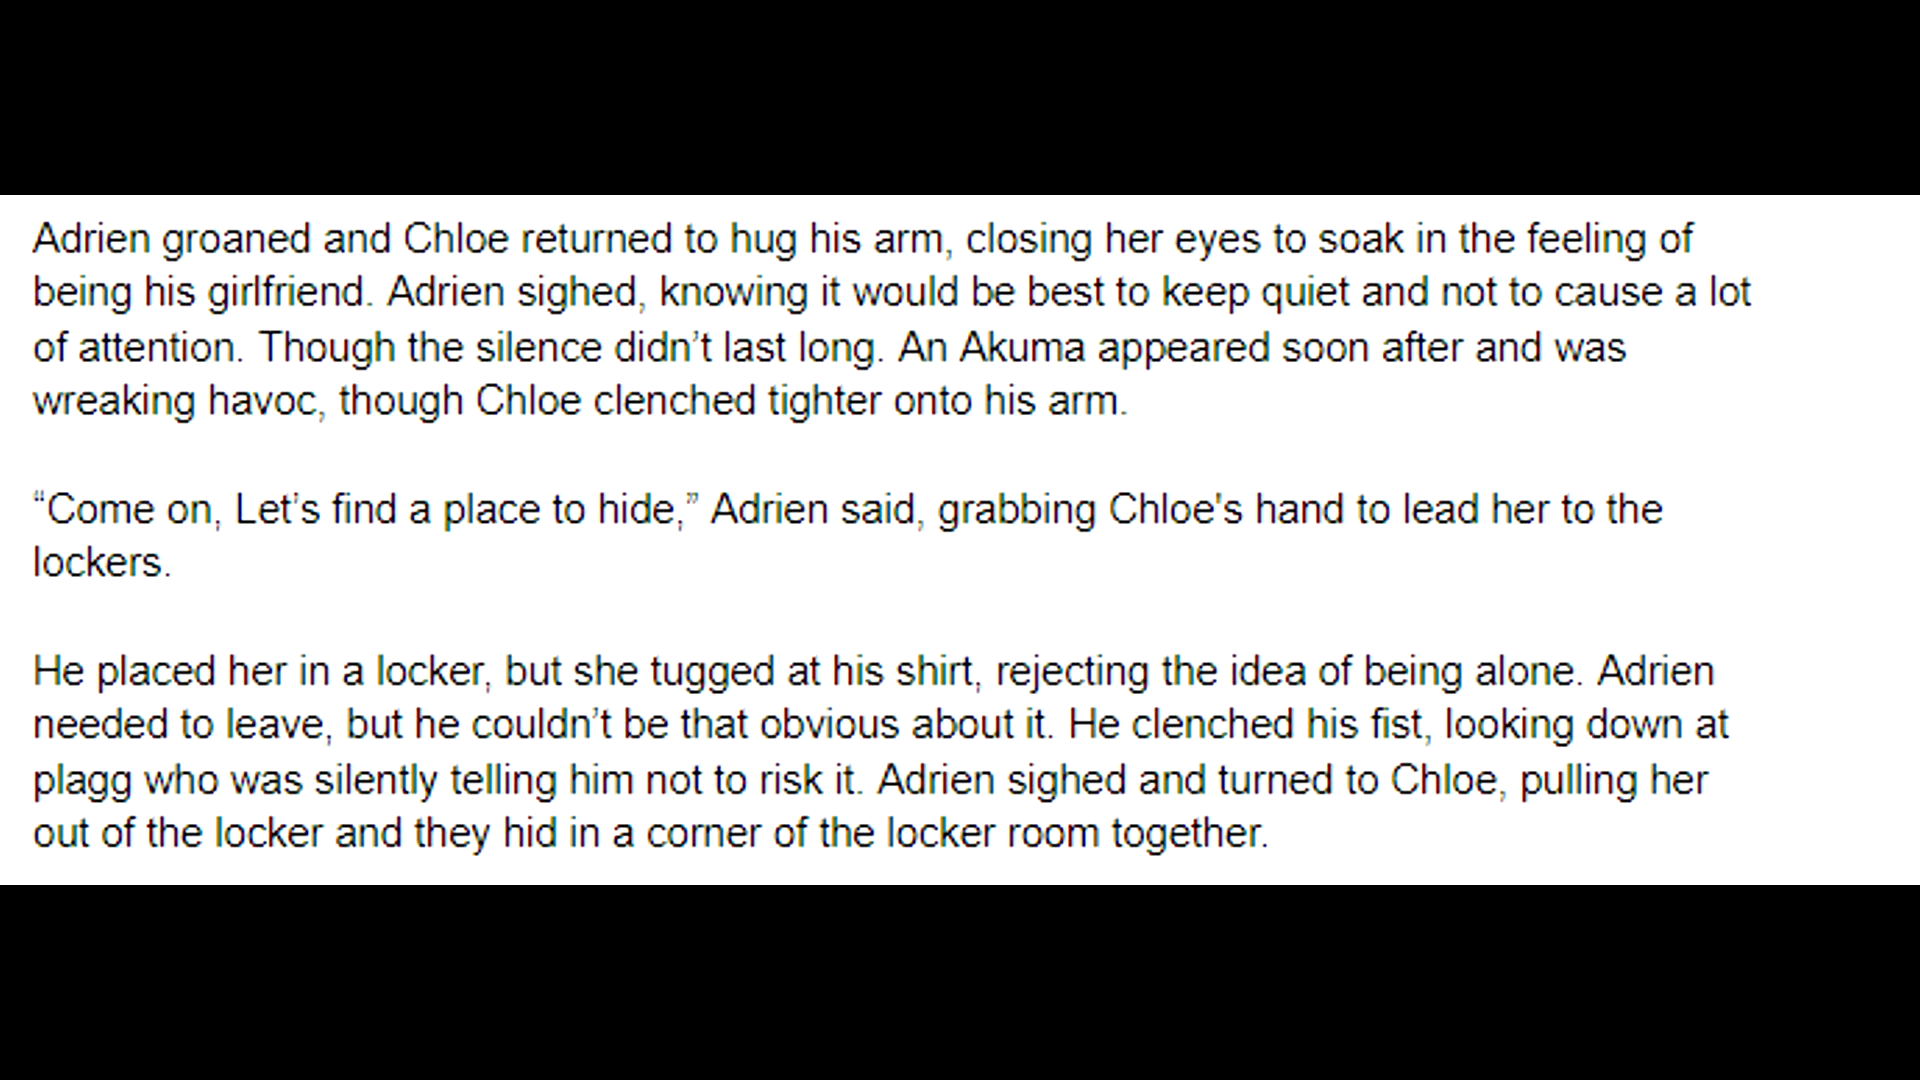 Adrien groaned and Chloe returned to hug his arm, closing her eyes to soak in the feeling of
being his girlfriend. Adrien sighed, knowing it would be best to keep quiet and not to cause a lot
of attention. Though the silence didn’t last long. An Akuma appeared soon after and was
wreaking havoc, though Chloe clenched tighter onto his arm.
“Come on, Let’s find a place to hide,” Adrien said, grabbing Chloe's hand to lead her to the
lockers.
He placed her in a locker, but she tugged at his shirt, rejecting the idea of being alone. Adrien
needed to leave, but he couldn’t be that obvious about it. He clenched his fist, looking down at
plagg who was silently telling him not to risk it. Adrien sighed and turned to Chloe, pulling her
out of the locker and they hid in a corner of the locker room together.